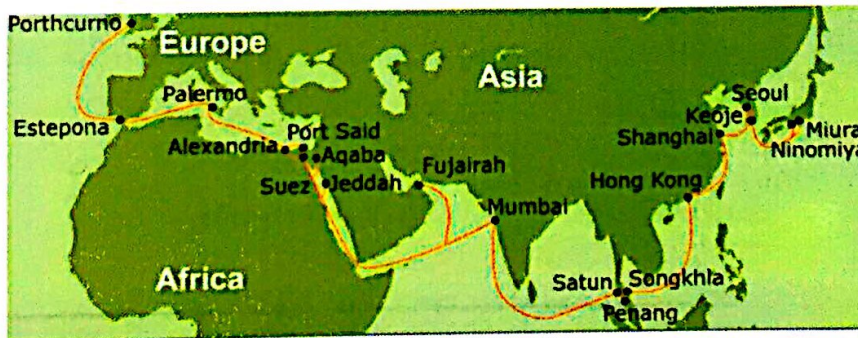 Porthcurno
Europe
Asia
Palermo
Seoul
Keoje
Estepona
Port Said
Shanghai
Miura
Alexandria
Aqaba
Ninomiya
Fujairah
Suez
Jeddah
Hong Kong
Mumbai
Africa
Satun
Songkhla
Penang